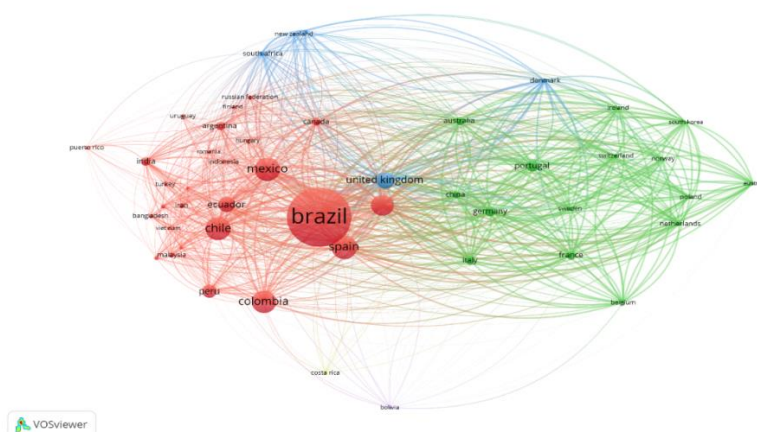 new zealand
south africa
denmark
russian federation
finland
ireland
uruguay
canada
australia
south korea
argentina
hungary
puerto rico
romania
switzerland
norway
india
indonesia
portugal
mexico
turkey
united kingdom
china
poland
iran
ecuador
sweden
germany
bangladesh
brazil
netherlands
vietnam
chile
spain
malaysia
france
italy
peru
colombia
belgium
costa rica
bolivia
VOSviewer